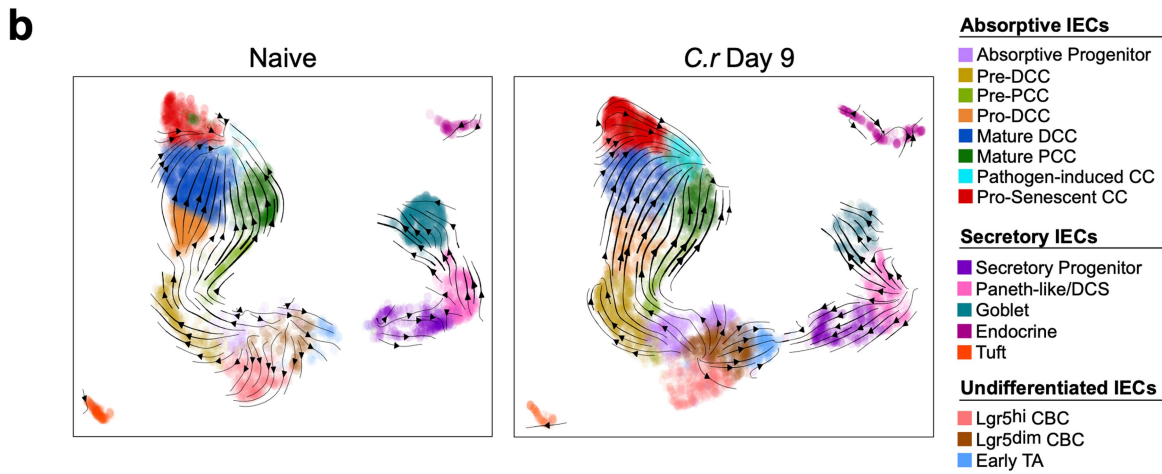 b
Naive
C.r Day 9
Absorptive IECs
Absorptive Progenitor
Pre-DCC
Pre-PCC
Pro-DCC
Mature DCC
Mature PCC
Pathogen-induced CC
Pro-Senescent CC
Secretory IECs
Secretory Progenitor
Paneth-like/DCS
Goblet
Endocrine
Tuft
Undifferentiated IECs
Lgr5hi CBC
Lgr5dim CBC
Early TA